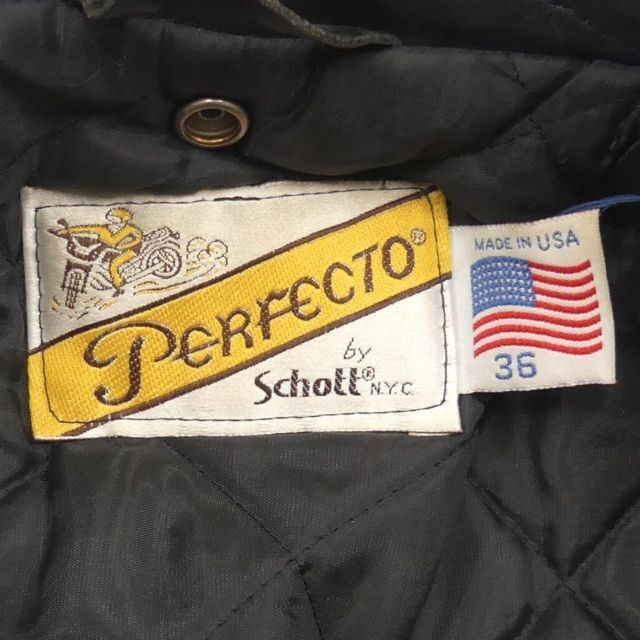 PERFECTO®
by
Schott® N.Y.C.
MADE IN USA
36